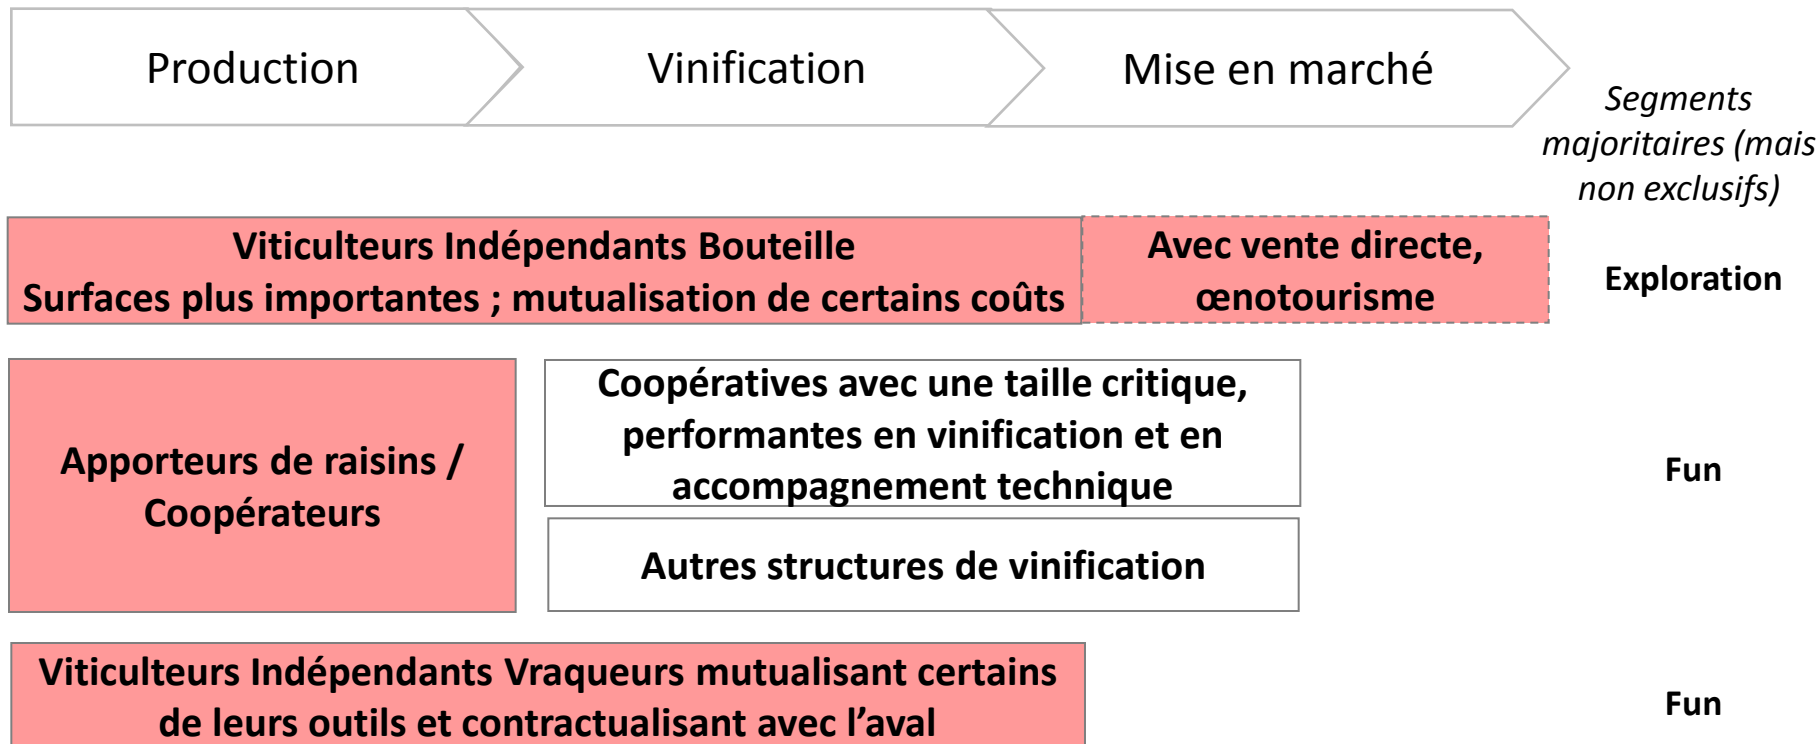 Production
Vinification
Mise en marché
Segments
majoritaires (mais
non exclusifs)
Viticulteurs Indépendants Bouteille
Surfaces plus importantes ; mutualisation de certains coûts
Avec vente directe,
œnotourisme
Exploration
Apporteurs de raisins /
Coopérateurs
Coopératives avec une taille critique,
performantes en vinification et en
accompagnement technique
Fun
Autres structures de vinification
Viticulteurs Indépendants Vraqueurs mutualisant certains
de leurs outils et contractualisant avec l’aval
Fun